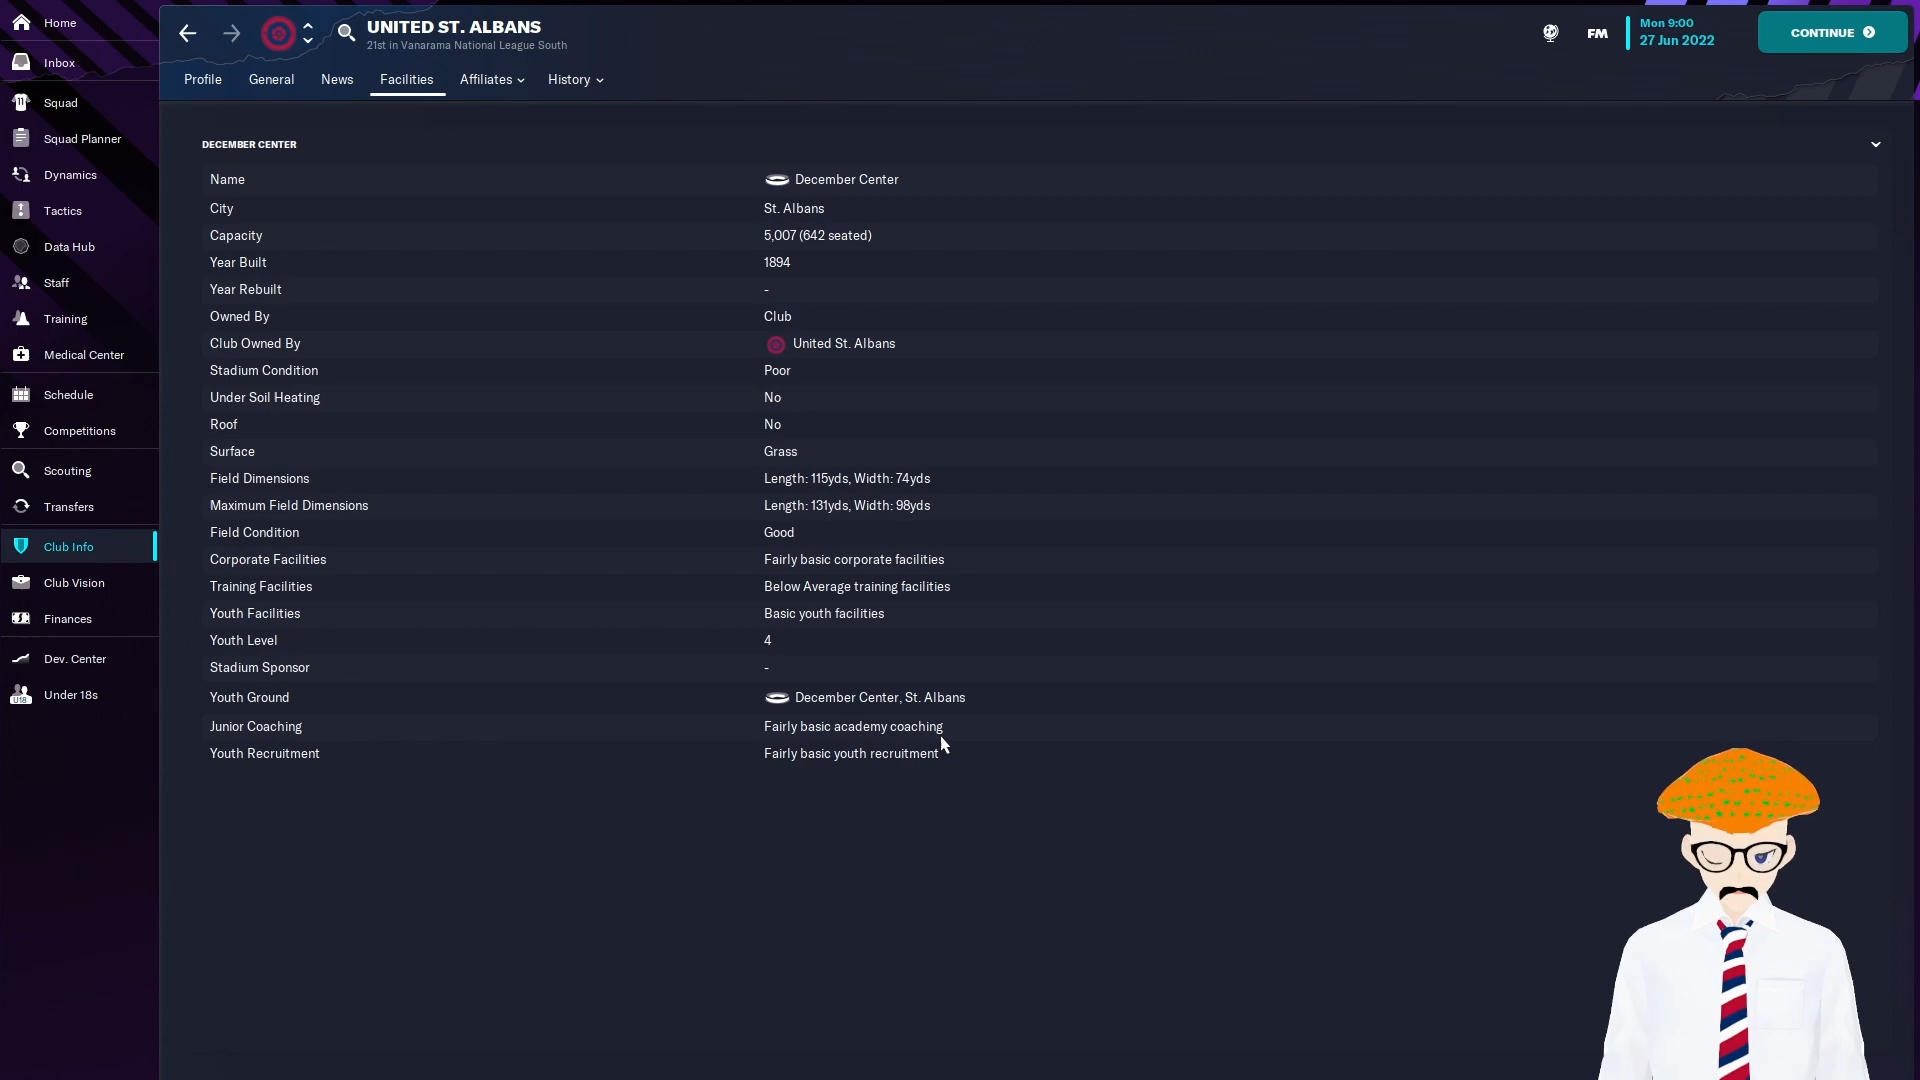 Home
Inbox
Squad
Squad Planner
Dynamics
Tactics
Data Hub
Staff
Training
Medical Center
Schedule
Competitions
Scouting
Transfers
Club Info
Club Vision
Finances
Dev. Center
U18 Under 18s
UNITED ST. ALBANS
21st in Vanarama National League South
FM
Mon 9:00
27 Jun 2022
CONTINUE
Profile General News Facilities Affiliates History
DECEMBER CENTER
Name December Center
City St. Albans
Capacity 5,007 (642 seated)
Year Built 1894
Year Rebuilt -
Owned By Club
Club Owned By United St. Albans
Stadium Condition Poor
Under Soil Heating No
Roof No
Surface Grass
Field Dimensions Length: 115yds, Width: 74yds
Maximum Field Dimensions Length: 131yds, Width: 98yds
Field Condition Good
Corporate Facilities Fairly basic corporate facilities
Training Facilities Below Average training facilities
Youth Facilities Basic youth facilities
Youth Level 4
Stadium Sponsor -
Youth Ground December Center, St. Albans
Junior Coaching Fairly basic academy coaching
Youth Recruitment Fairly basic youth recruitment